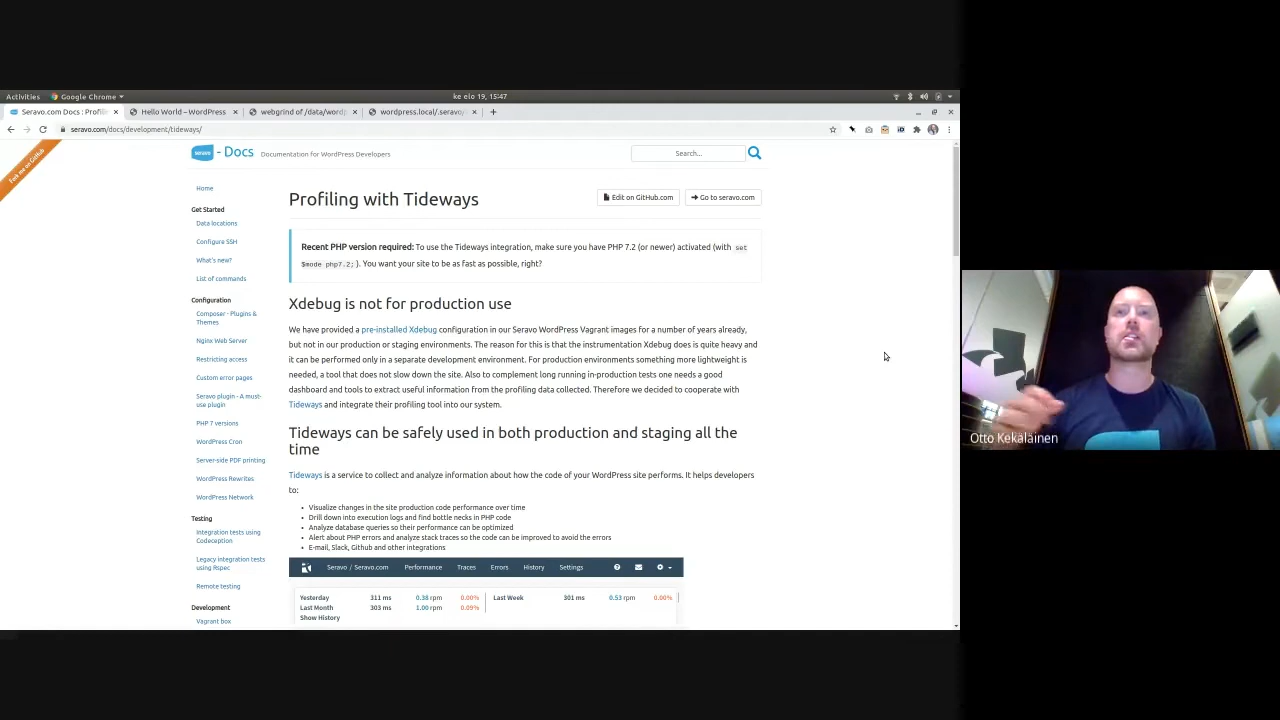 Activities
Google Chrome
ke elo 19, 15:47
Seravo.com Docs : Profili
Hello World – WordPress
webgrind of /data/wordp
wordpress.local/.seravo/
seravo.com/docs/development/tideways/
Fork me on GitHub
seravo - Docs
Documentation for WordPress Developers
Search...
Home
Get Started
Data locations
Configure SSH
What's new?
List of commands
Configuration
Composer - Plugins &
Themes
Nginx Web Server
Restricting access
Custom error pages
Seravo plugin - A must-
use plugin
PHP 7 versions
WordPress Cron
Server-side PDF printing
WordPress Rewrites
WordPress Network
Testing
Integration tests using
Codeception
Legacy integration tests
using Rspec
Remote testing
Development
Vagrant box
Profiling with Tideways
Edit on GitHub.com
Go to seravo.com
Recent PHP version required: To use the Tideways integration, make sure you have PHP 7.2 (or newer) activated (with set
$mode php7.2; ). You want your site to be as fast as possible, right?
Xdebug is not for production use
We have provided a pre-installed Xdebug configuration in our Seravo WordPress Vagrant images for a number of years already,
but not in our production or staging environments. The reason for this is that the instrumentation Xdebug does is quite heavy and
it can be performed only in a separate development environment. For production environments something more lightweight is
needed, a tool that does not slow down the site. Also to complement long running in-production tests one needs a good
dashboard and tools to extract useful information from the profiling data collected. Therefore we decided to cooperate with
Tideways and integrate their profiling tool into our system.
Tideways can be safely used in both production and staging all the
time
Tideways is a service to collect and analyze information about how the code of your WordPress site performs. It helps developers
to:
Visualize changes in the site production code performance over time
Drill down into execution logs and find bottle necks in PHP code
Analyze database queries so their performance can be optimized
Alert about PHP errors and analyze stack traces so the code can be improved to avoid the errors
E-mail, Slack, Github and other integrations
Seravo / Seravo.com Performance Traces Errors History Settings
Yesterday 311 ms 0.38 rpm 0.00% Last Week 301 ms 0.53 rpm 0.00%
Last Month 303 ms 1.00 rpm 0.09%
Show History
Otto Kekäläinen